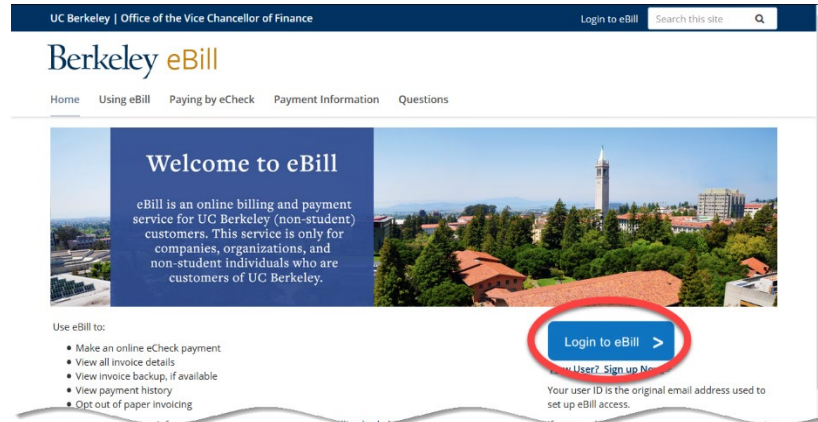 UC Berkeley | Office of the Vice Chancellor of Finance
Login to eBill
Search this site
Berkeley eBill
Home Using eBill Paying by eCheck Payment Information Questions
Welcome to eBill
eBill is an online billing and payment
service for UC Berkeley (non-student)
customers. This service is only for
companies, organizations, and
non-student individuals who are
customers of UC Berkeley.
Use eBill to:
• Make an online eCheck payment
• View all invoice details
• View invoice backup, if available
• View payment history
• Opt out of paper invoicing
Login to eBill >
User? Sign up
Your user ID is the original email address used to
set up eBill access.